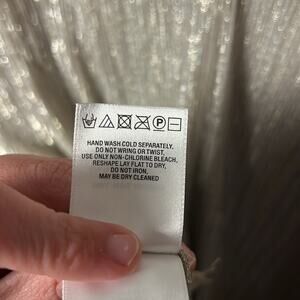 P
HAND WASH COLD SEPARATELY,
DO NOT WRING OR TWIST,
USE ONLY NON-CHLORINE BLEACH,
RESHAPE LAY FLAT TO DRY,
DO NOT IRON,
MAY BE DRY CLEANED